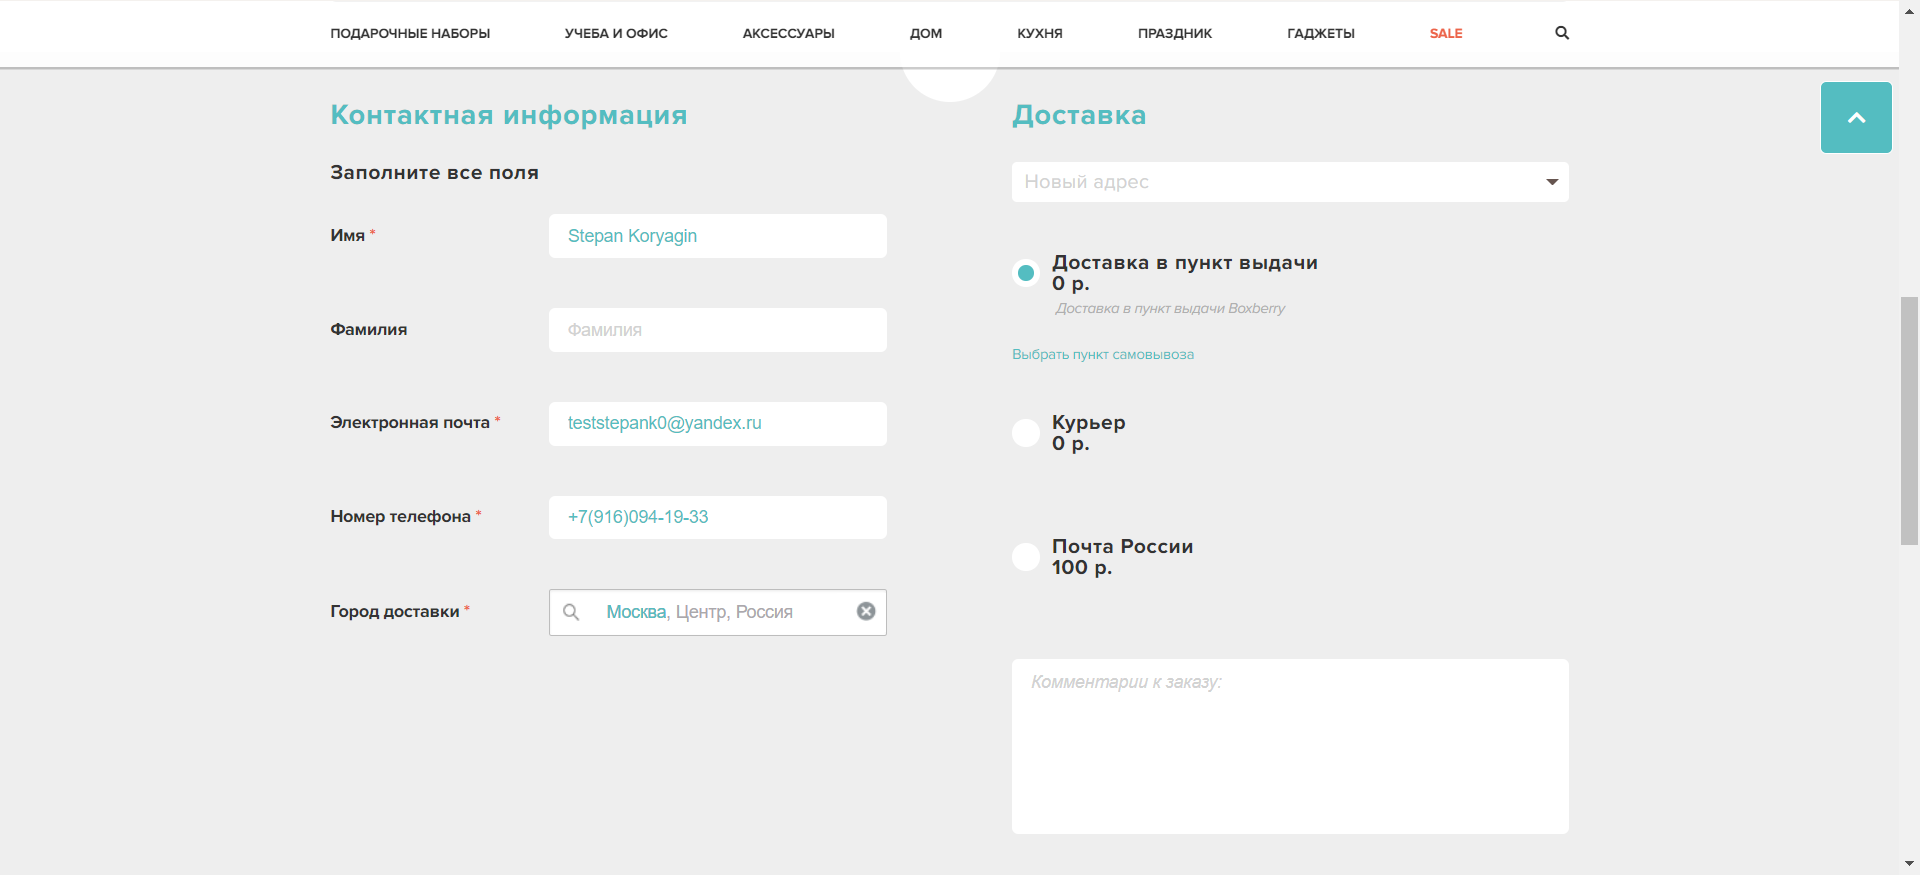 ПОДАРОЧНЫЕ НАБОРЫ УЧЕБА И ОФИС АКСЕССУАРЫ ДОМ КУХНЯ ПРАЗДНИК ГАДЖЕТЫ SALE
Контактная информация
Заполните все поля
Имя *
Stepan Koryagin
Фамилия
Фамилия
Электронная почта *
teststepank0@yandex.ru
Номер телефона *
+7(916)094-19-33
Город доставки *
Москва, Центр, Россия
Доставка
Новый адрес
Доставка в пункт выдачи
0 р.
Доставка в пункт выдачи Boxberry
Выбрать пункт самовывоза
Курьер
0 р.
Почта России
100 р.
Комментарии к заказу: